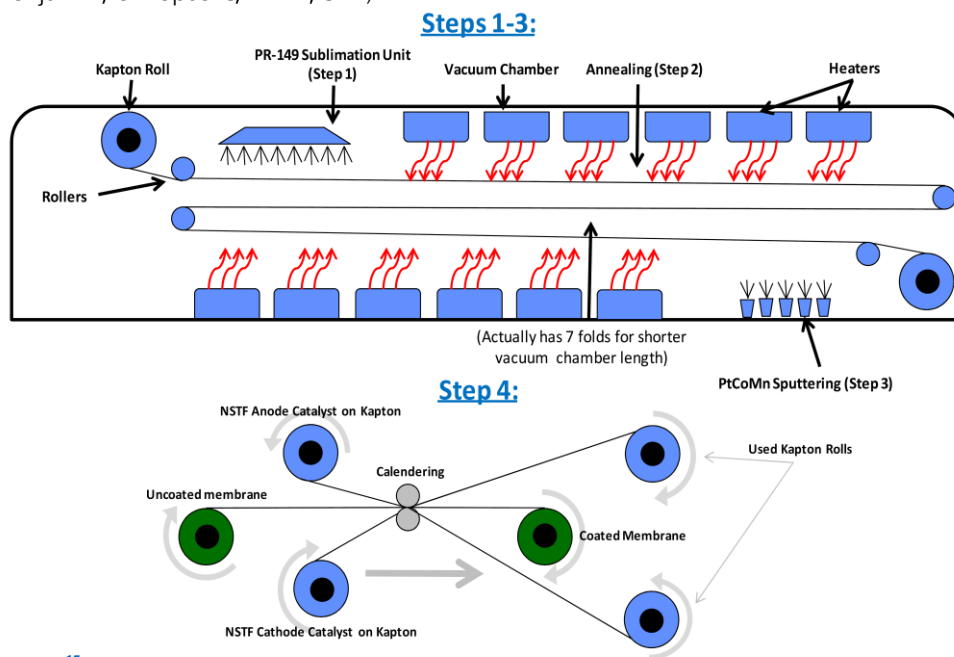 Steps 1-3:
Kapton Roll
PR-149 Sublimation Unit
(Step 1)
Vacuum Chamber
Annealing (Step 2)
Heaters
Rollers
(Actually has 7 folds for shorter
vacuum chamber length)
PtCoMn Sputtering (Step 3)
Step 4:
NSTF Anode Catalyst on Kapton
Calendering
Used Kapton Rolls
Uncoated membrane
Coated Membrane
NSTF Cathode Catalyst on Kapton